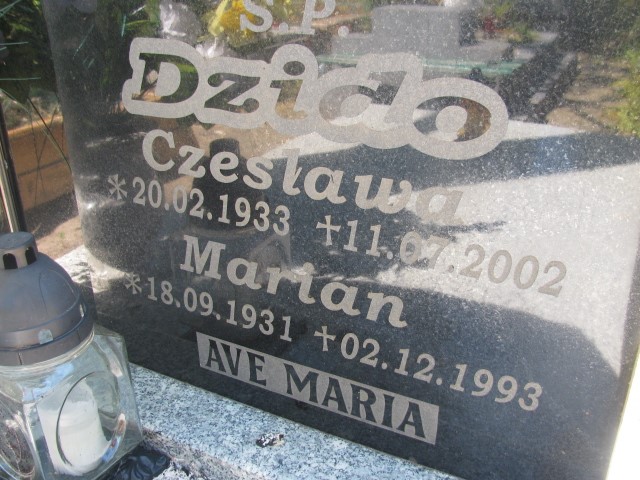 Ś.P.
Dzido
Czesława
*20.02.1933 †11.07.2002
Marian
*18.09.1931 †02.12.1993
AVE MARIA